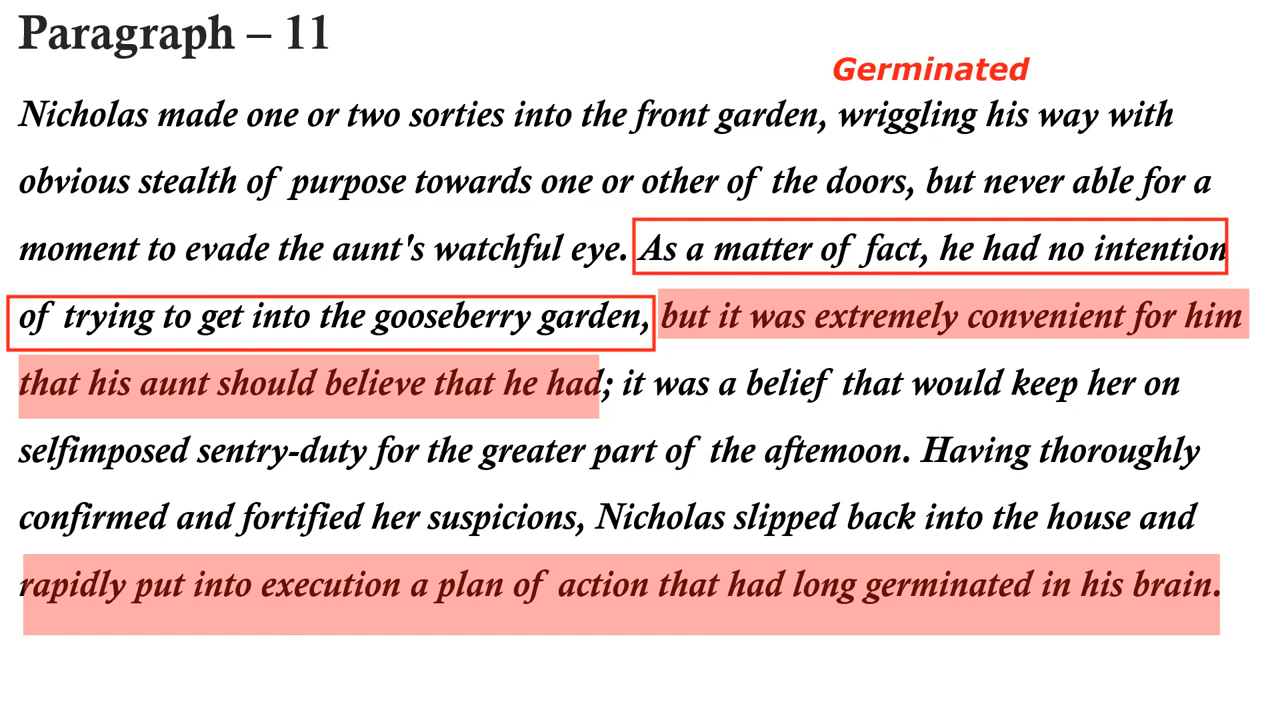 Paragraph – 11
Germinated
Nicholas made one or two sorties into the front garden, wriggling his way with
obvious stealth of purpose towards one or other of the doors, but never able for a
moment to evade the aunt's watchful eye. As a matter of fact, he had no intention
of trying to get into the gooseberry garden, but it was extremely convenient for him
that his aunt should believe that he had; it was a belief that would keep her on
selfimposed sentry-duty for the greater part of the aftemoon. Having thoroughly
confirmed and fortified her suspicions, Nicholas slipped back into the house and
rapidly put into execution a plan of action that had long germinated in his brain.